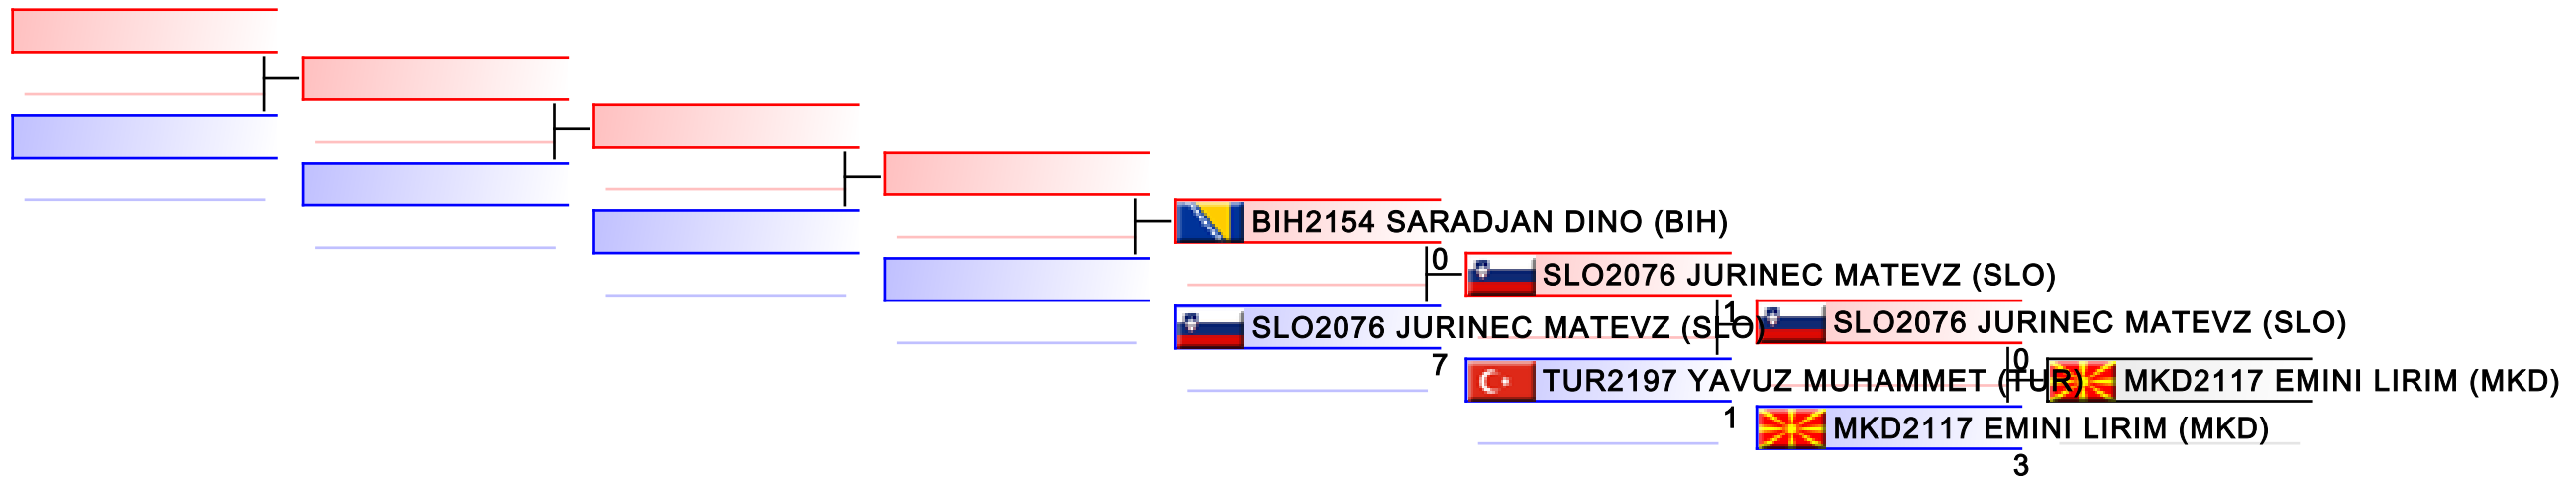 BIH2154 SARADJAN DINO (BIH)
0
SLO2076 JURINEC MATEVZ (SLO)
SLO2076 JURINEC MATEVZ (SLO)
7
1
SLO2076 JURINEC MATEVZ (SLO)
TUR2197 YAVUZ MUHAMMET (TUR)
1
0
MKD2117 EMINI LIRIM (MKD)
MKD2117 EMINI LIRIM (MKD)
3